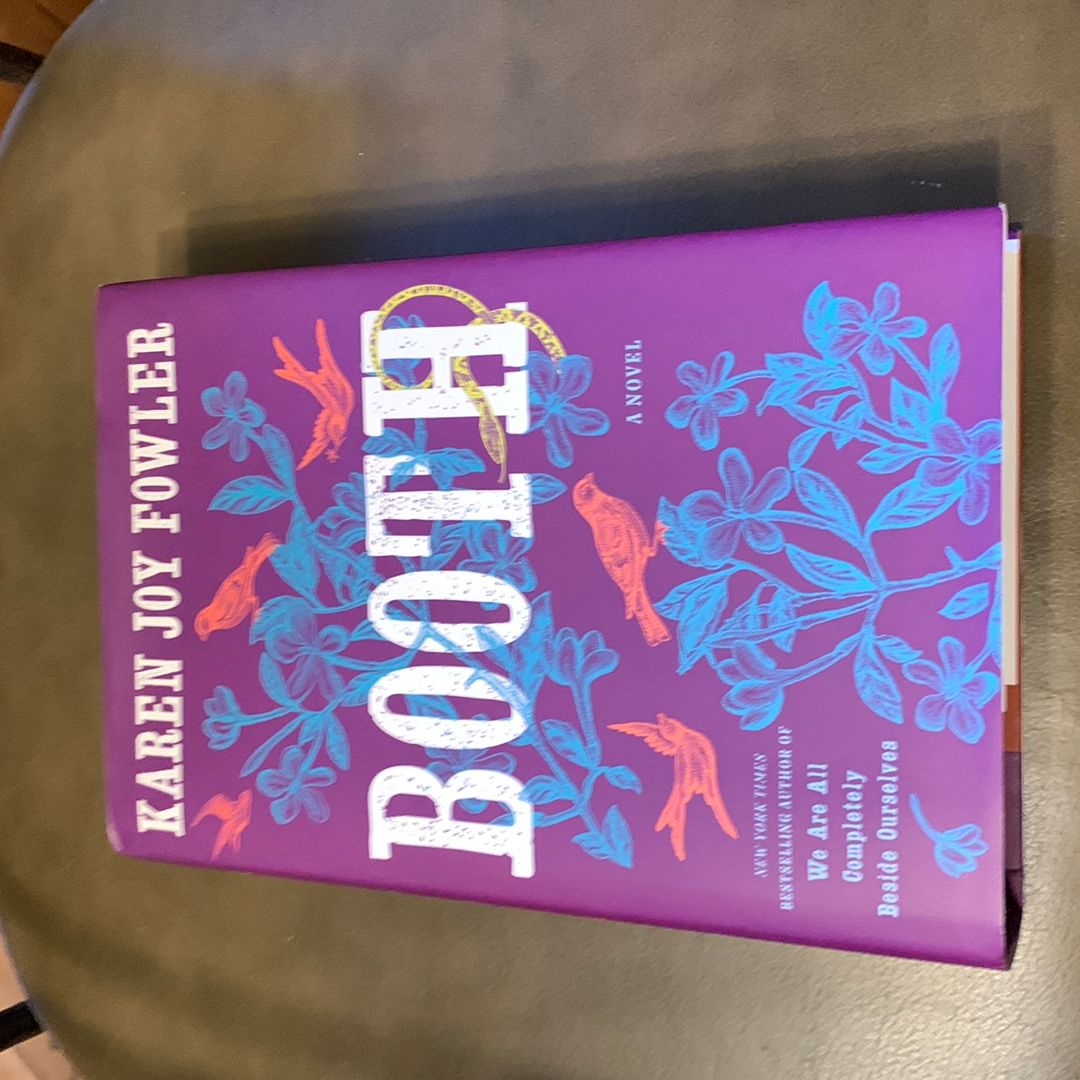 KAREN JOY FOWLER
BOOTH
A NOVEL
NEW YORK TIMES
BESTSELLING AUTHOR OF
We Are All
Completely
Beside Ourselves